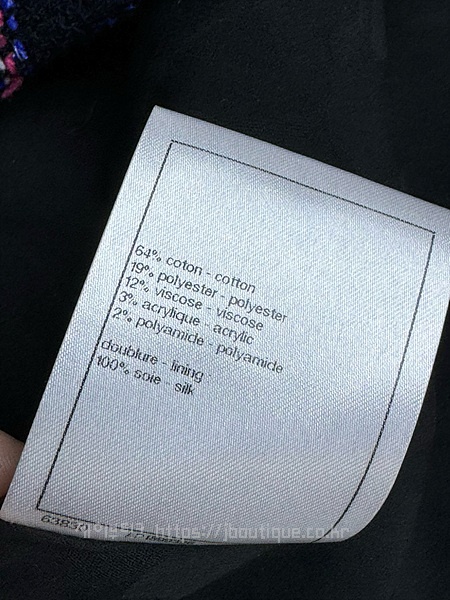 64% coton - cotton
19% polyester - polyester
12% viscose - viscose
3% acrylique - acrylic
2% polyamide - polyamide
doublure - lining
100% soie - silk
https://jboutique.co.kr